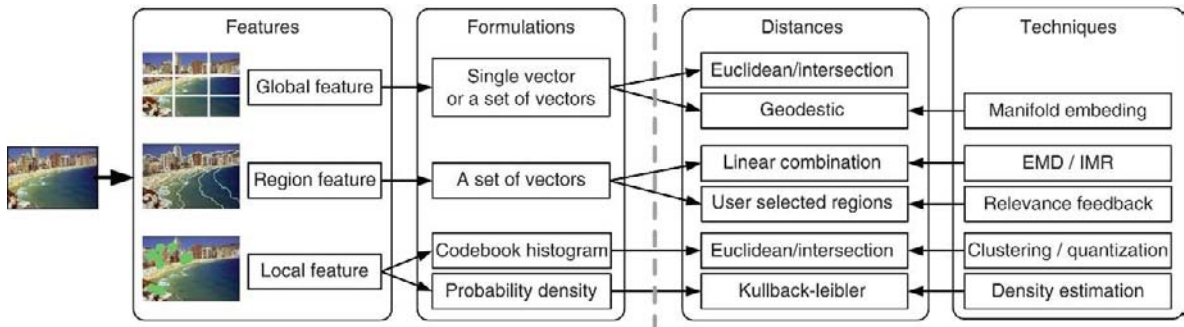 Features
Formulations
Distances
Techniques
Global feature
Single vector
or a set of vectors
Euclidean/intersection
Geodestic
Manifold embeding
Region feature
A set of vectors
Linear combination
EMD / IMR
User selected regions
Relevance feedback
Local feature
Codebook histogram
Euclidean/intersection
Clustering / quantization
Probability density
Kullback-leibler
Density estimation